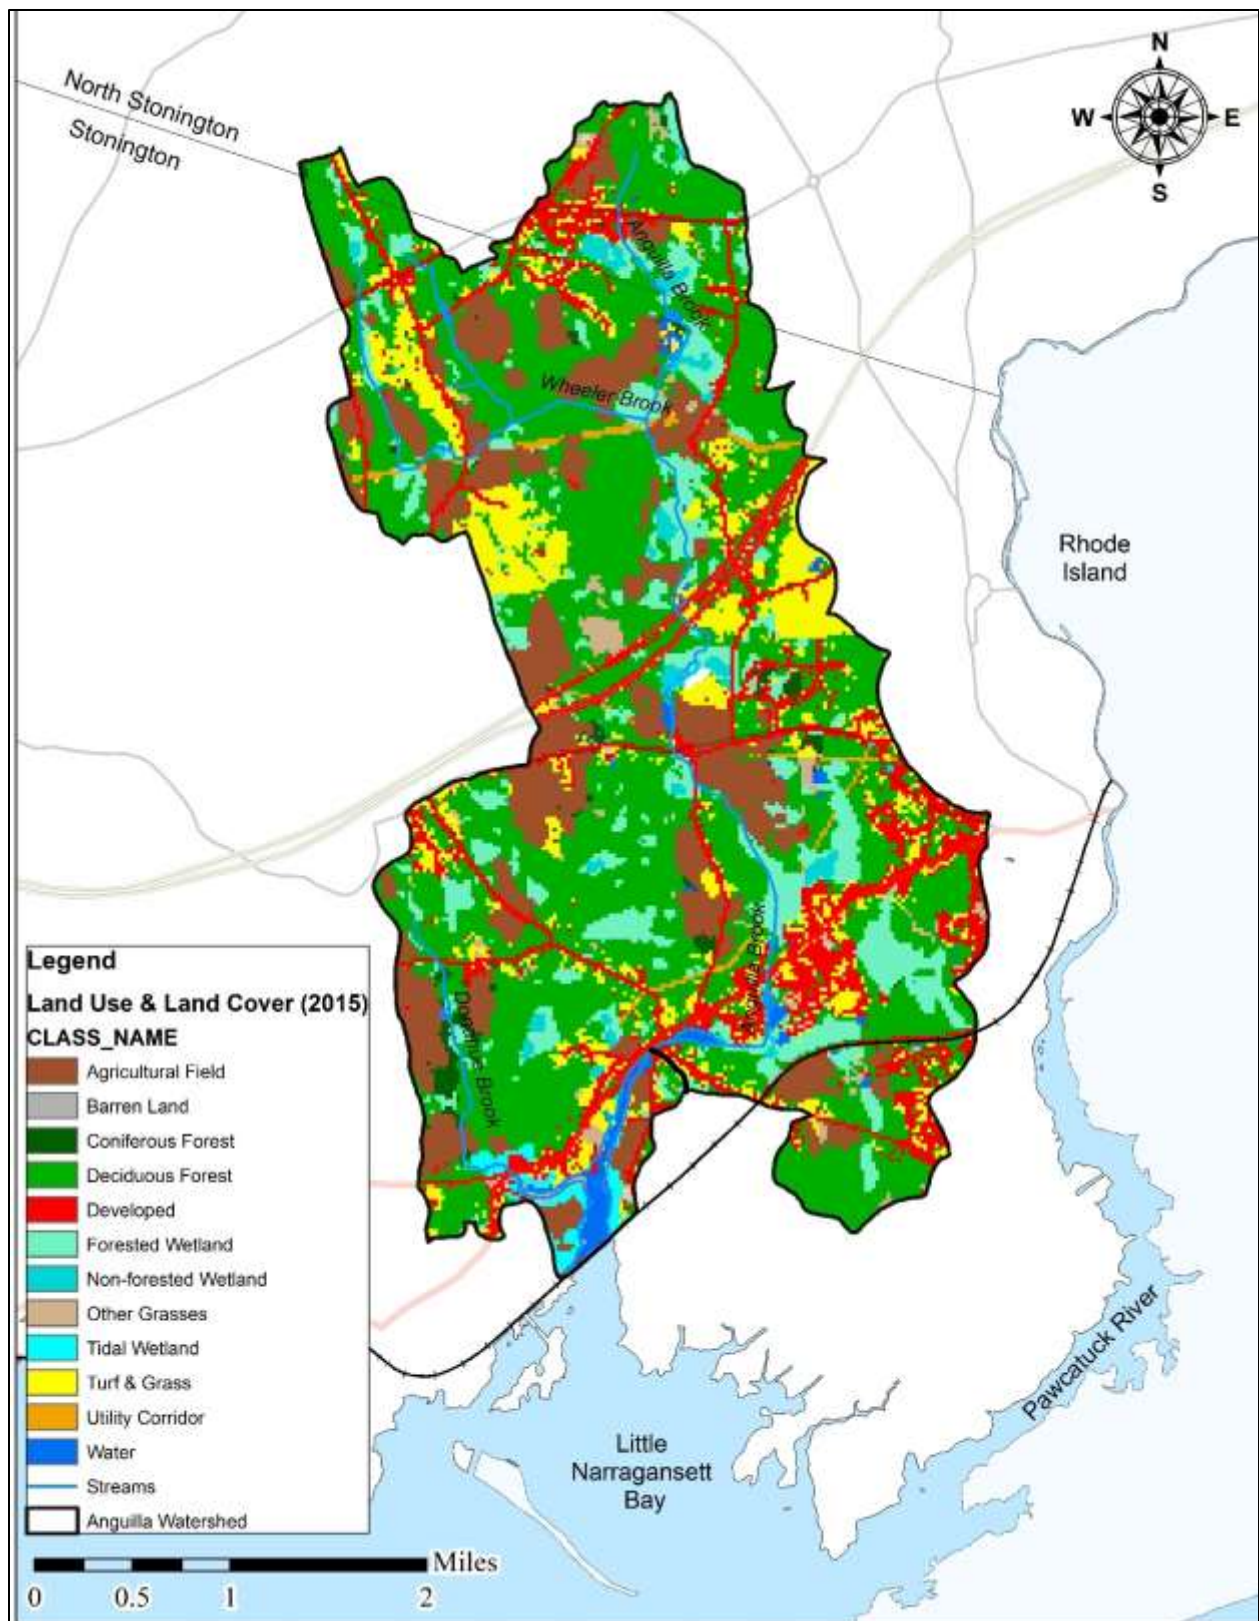 N
W
E
S
North Stonington
Stonington
Anguilla Brook
Wheeler Brook
Rhode
Island
Anguilla Brook
Donahue Brook
Legend
Land Use & Land Cover (2015)
CLASS_NAME
Agricultural Field
Barren Land
Coniferous Forest
Deciduous Forest
Developed
Forested Wetland
Non-forested Wetland
Other Grasses
Tidal Wetland
Turf & Grass
Utility Corridor
Water
Streams
Anguilla Watershed
Pawcatuck River
Little
Narragansett
Bay
Miles
0 0.5 1 2